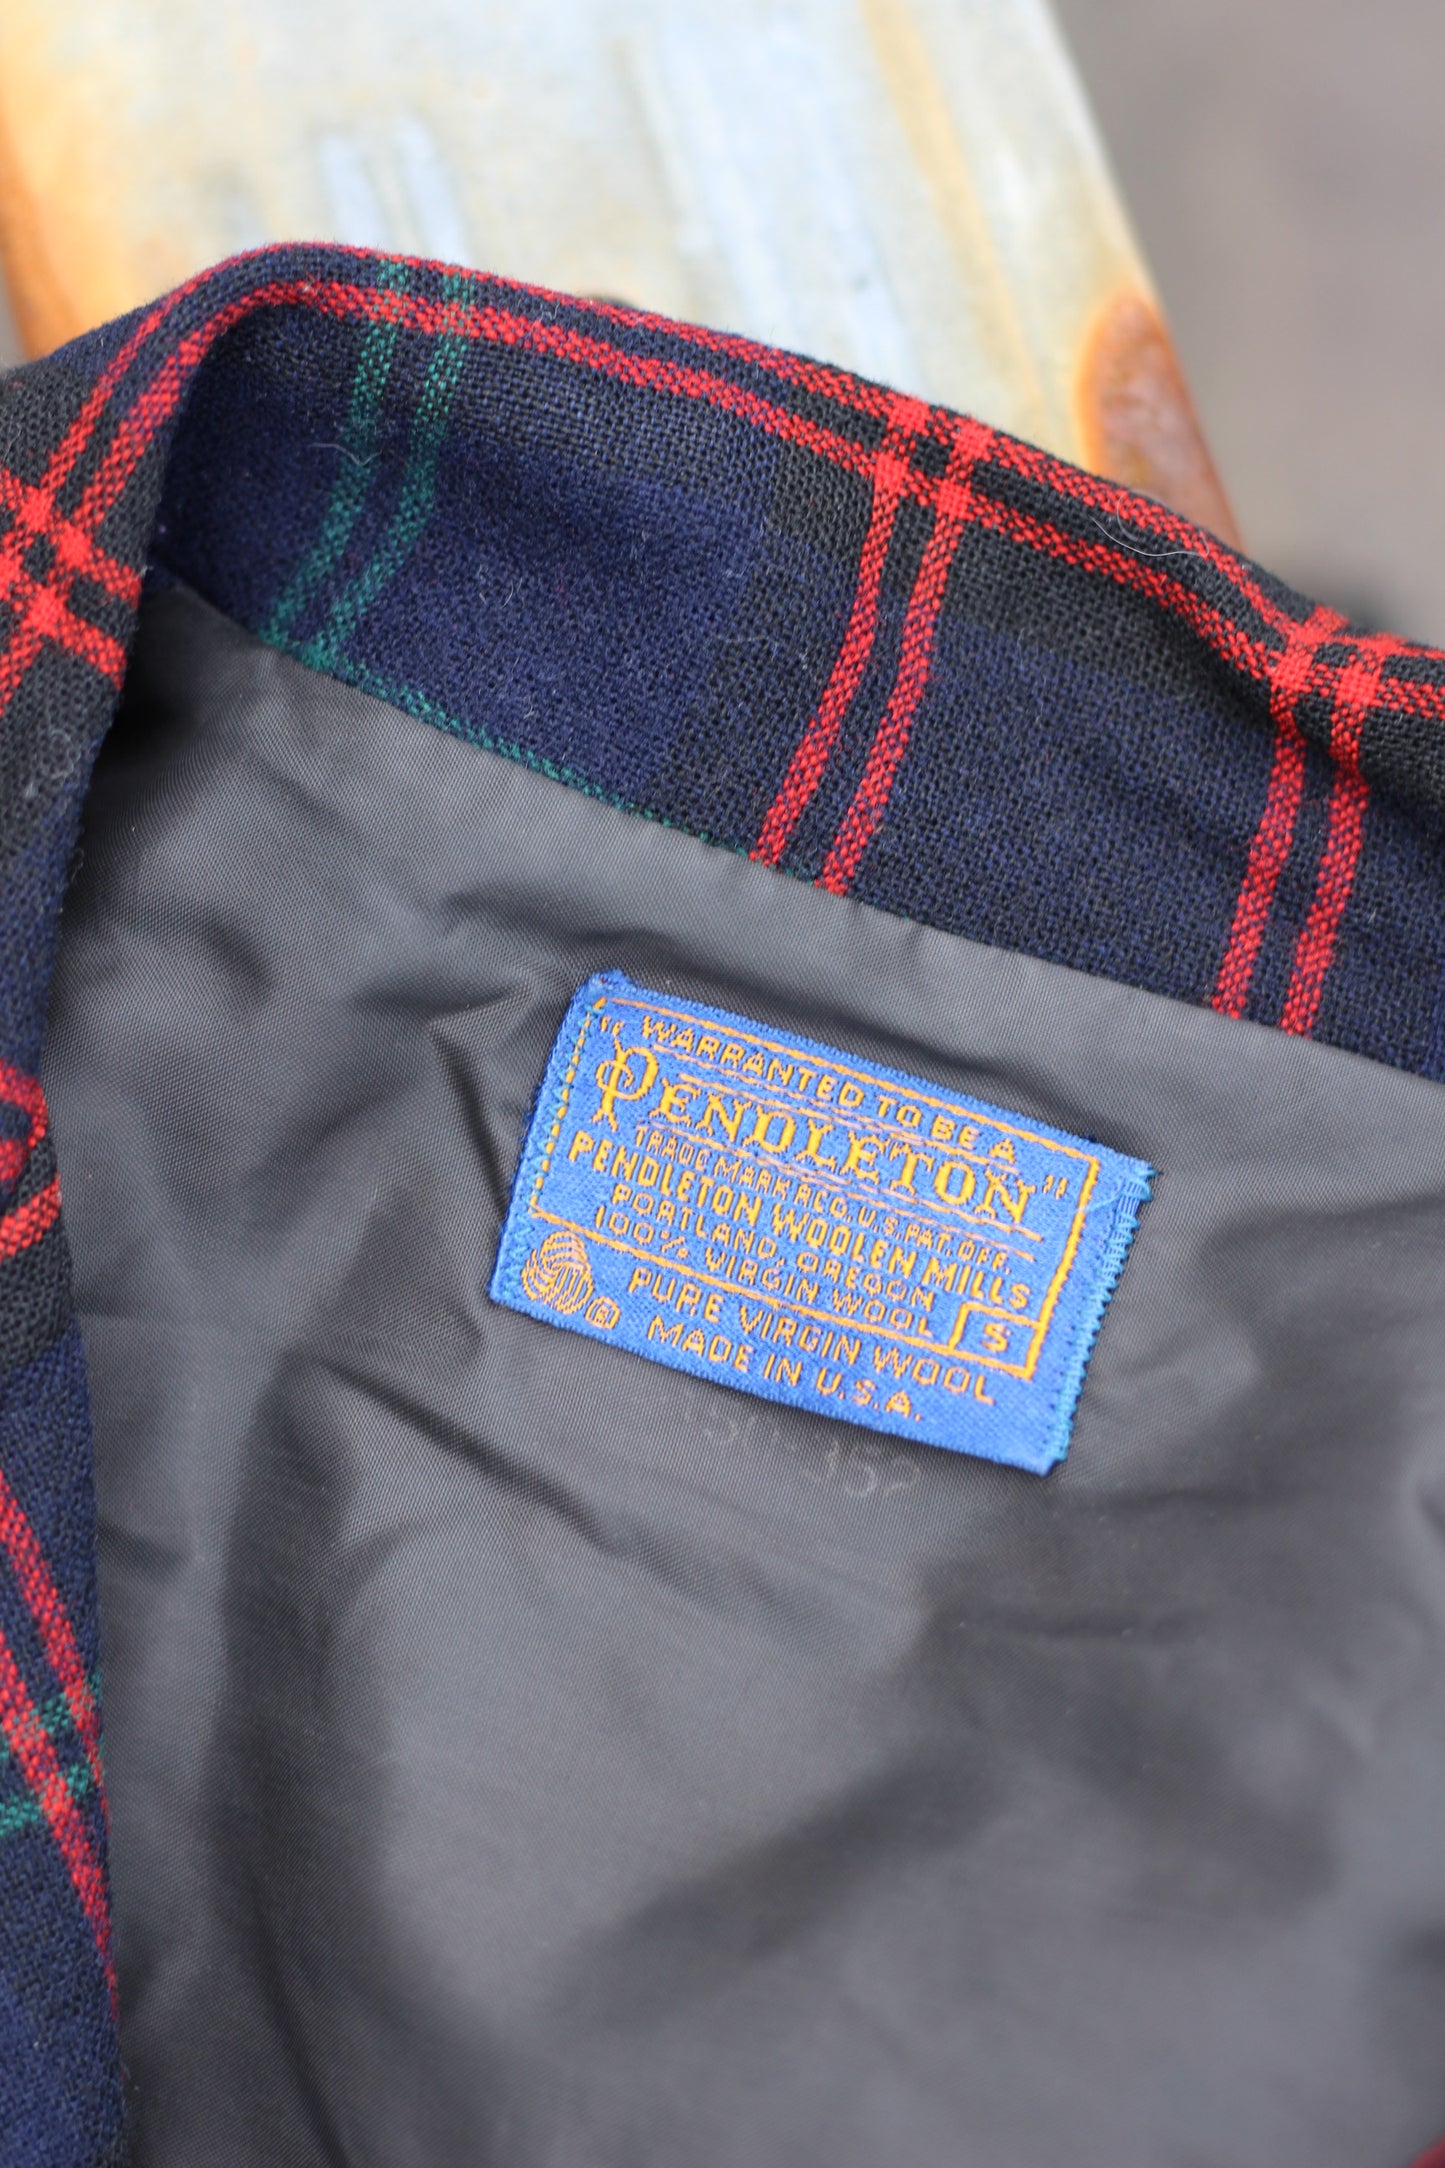 "WARRANTED TO BE A
PENDLETON"
TRADE MARK REG. U.S. PAT. OFF.
PENDLETON WOOLEN MILLS
PORTLAND, OREGON
100% VIRGIN WOOL S
PURE VIRGIN WOOL
MADE IN U.S.A.